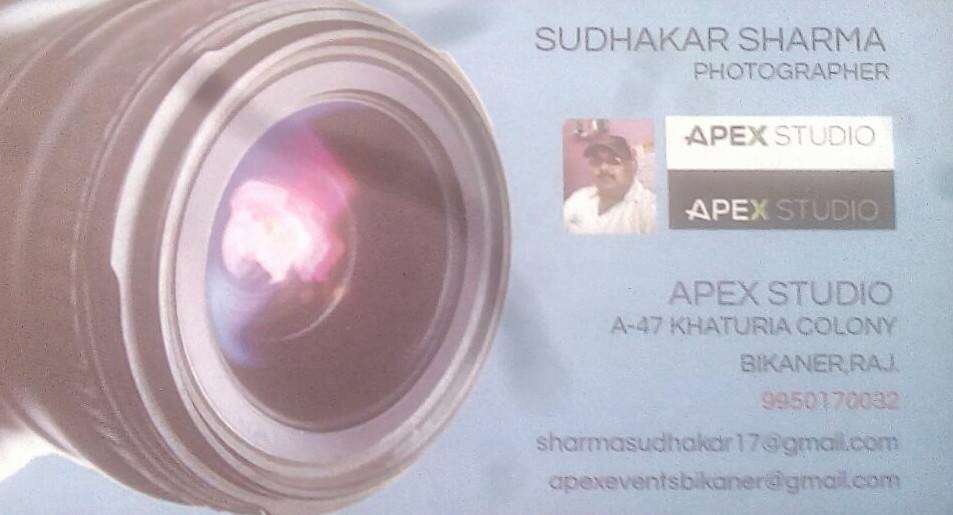 SUDHAKAR SHARMA
PHOTOGRAPHER
APEX STUDIO
APEX STUDIO
APEX STUDIO
A-47 KHATURIA COLONY
BIKANER,RAJ.
9950170032
sharmasudhakar17@gmail.com
apexeventsbikaner@gmail.com